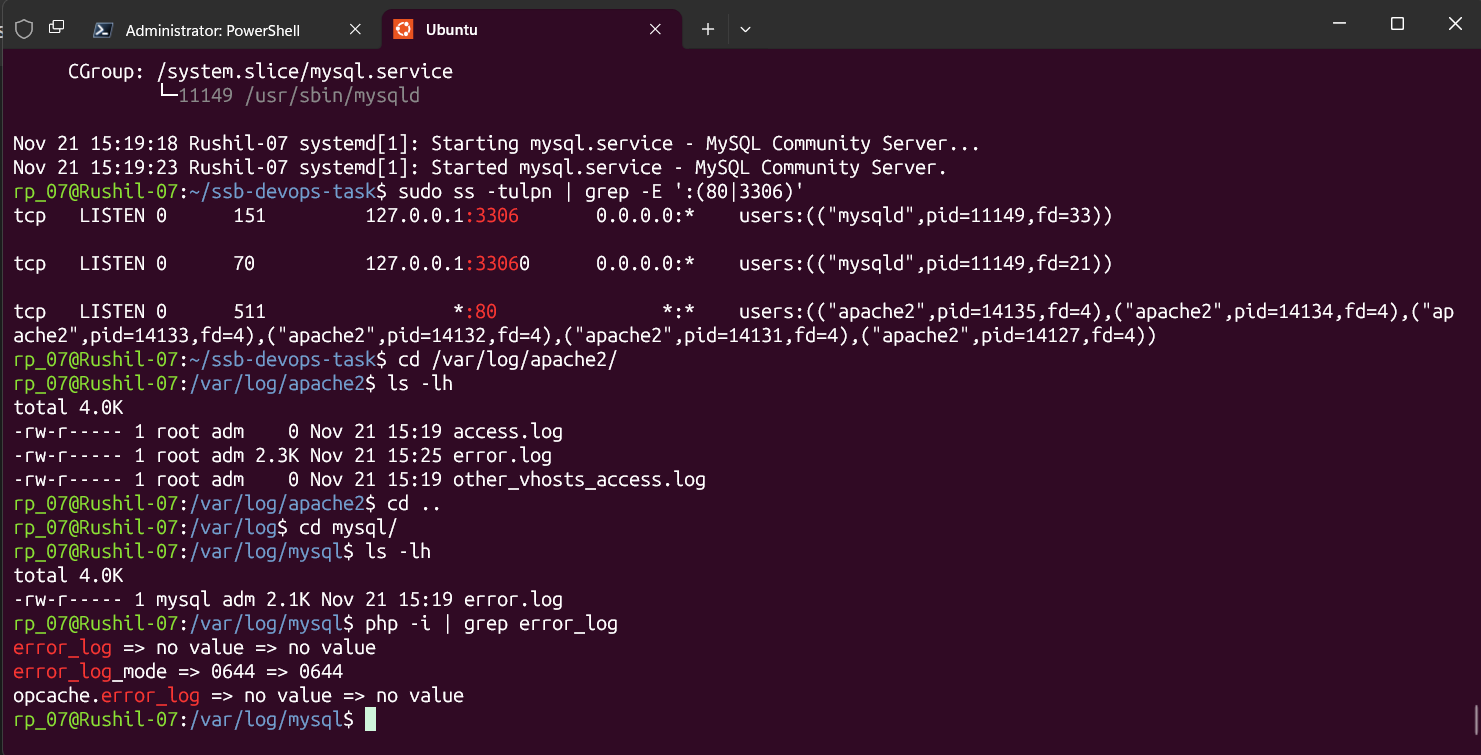 Administrator: PowerShell
Ubuntu
CGroup: /system.slice/mysql.service
└─11149 /usr/sbin/mysqld
Nov 21 15:19:18 Rushil-07 systemd[1]: Starting mysql.service - MySQL Community Server...
Nov 21 15:19:23 Rushil-07 systemd[1]: Started mysql.service - MySQL Community Server.
rp_07@Rushil-07:~/ssb-devops-task$ sudo ss -tulpn | grep -E ':(80|3306)'
tcp   LISTEN 0      151         127.0.0.1:3306       0.0.0.0:*    users:(("mysqld",pid=11149,fd=33))
tcp   LISTEN 0      70          127.0.0.1:33060      0.0.0.0:*    users:(("mysqld",pid=11149,fd=21))
tcp   LISTEN 0      511                 *:80               *:*    users:(("apache2",pid=14135,fd=4),("apache2",pid=14134,fd=4),("ap
ache2",pid=14133,fd=4),("apache2",pid=14132,fd=4),("apache2",pid=14131,fd=4),("apache2",pid=14127,fd=4))
rp_07@Rushil-07:~/ssb-devops-task$ cd /var/log/apache2/
rp_07@Rushil-07:/var/log/apache2$ ls -lh
total 4.0K
-rw-r----- 1 root adm    0 Nov 21 15:19 access.log
-rw-r----- 1 root adm 2.3K Nov 21 15:25 error.log
-rw-r----- 1 root adm    0 Nov 21 15:19 other_vhosts_access.log
rp_07@Rushil-07:/var/log/apache2$ cd ..
rp_07@Rushil-07:/var/log$ cd mysql/
rp_07@Rushil-07:/var/log/mysql$ ls -lh
total 4.0K
-rw-r----- 1 mysql adm 2.1K Nov 21 15:19 error.log
rp_07@Rushil-07:/var/log/mysql$ php -i | grep error_log
error_log => no value => no value
error_log_mode => 0644 => 0644
opcache.error_log => no value => no value
rp_07@Rushil-07:/var/log/mysql$